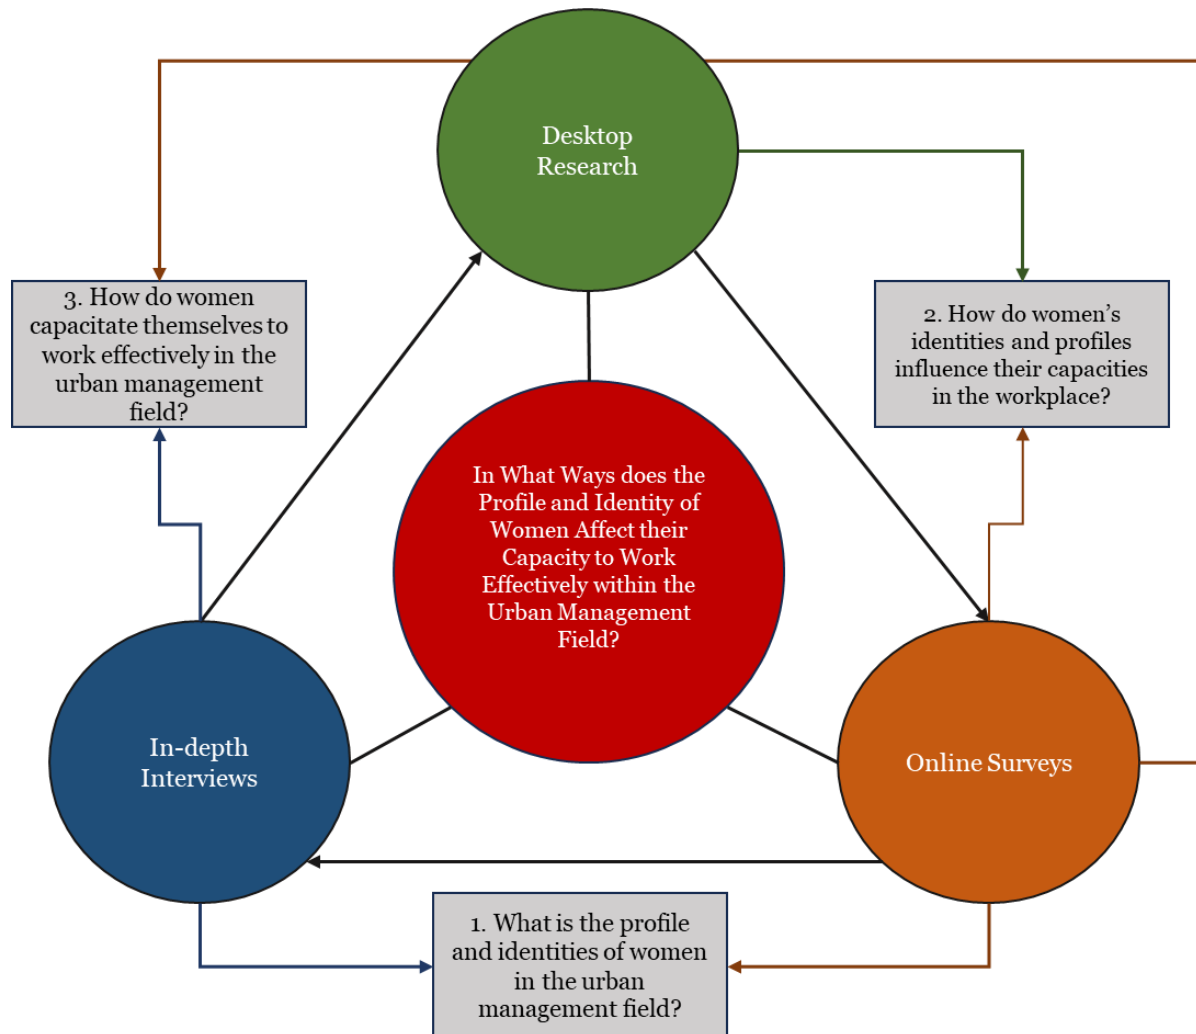 Desktop
Research
3. How do women
capacitate themselves to
work effectively in the
urban management
field?
2. How do women’s
identities and profiles
influence their capacities
in the workplace?
In What Ways does the
Profile and Identity of
Women Affect their
Capacity to Work
Effectively within the
Urban Management
Field?
In-depth
Interviews
Online Surveys
1. What is the profile
and identities of women
in the urban
management field?